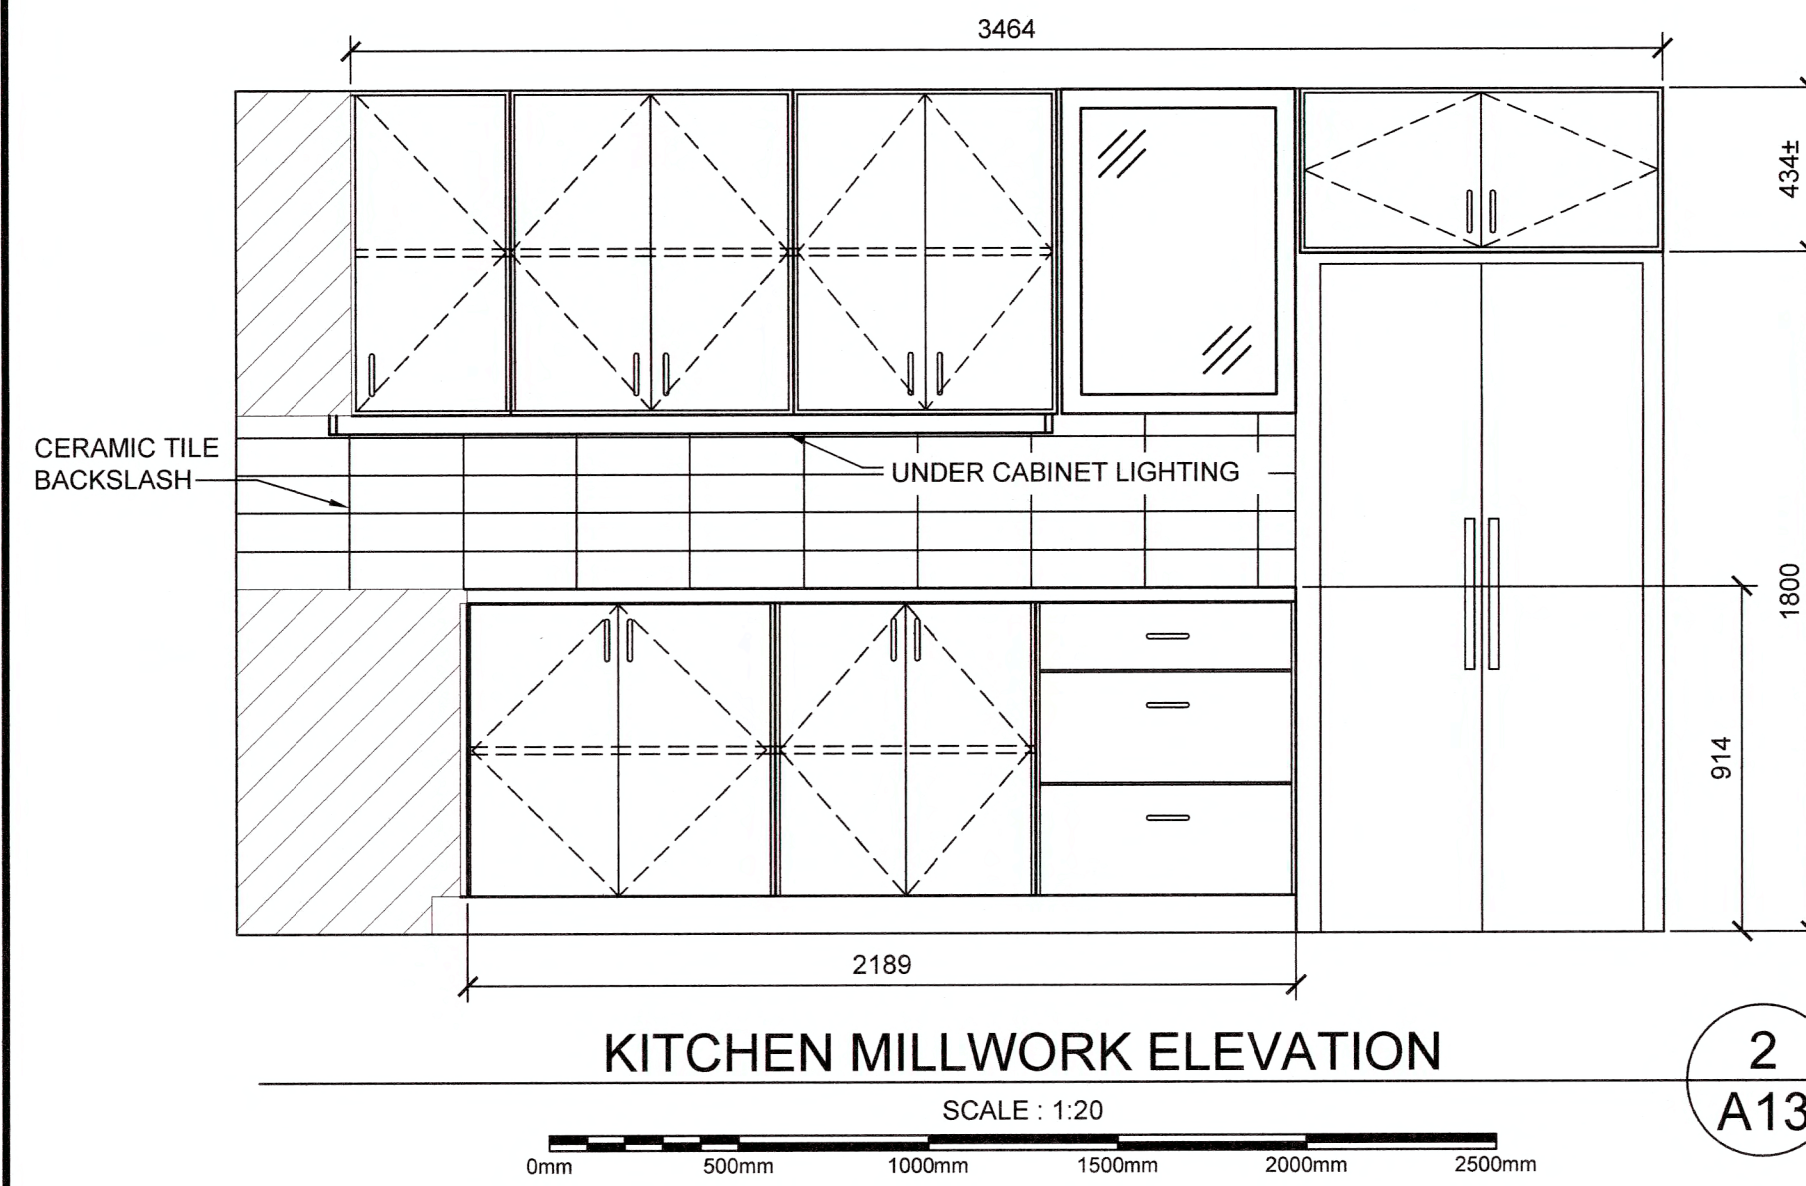 3464
434±
CERAMIC TILE
BACKSLASH
UNDER CABINET LIGHTING
1800
914
2189
KITCHEN MILLWORK ELEVATION
2
SCALE : 1:20
A13
0mm 500mm 1000mm 1500mm 2000mm 2500mm